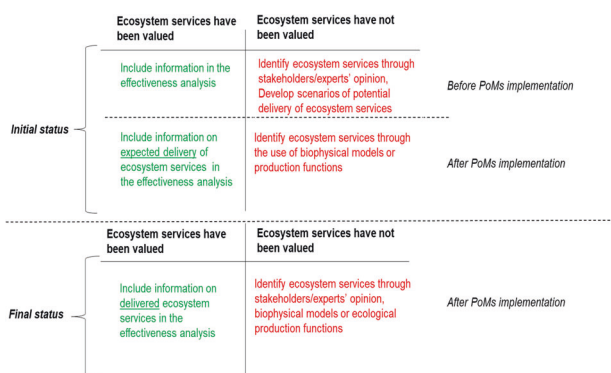 Ecosystem services have
been valued
Ecosystem services have not
been valued
Include information in the
effectiveness analysis
Identify ecosystem services through
stakeholders/experts' opinion,
Develop scenarios of potential
delivery of ecosystem services
Before PoMs implementation
Initial status
Include information on
expected delivery of
ecosystem services in
the effectiveness analysis
Identify ecosystem services through
the use of biophysical models or
production functions
After PoMs implementation
Ecosystem services have
been valued
Ecosystem services have not
been valued
Final status
Include information on
delivered ecosystem
services in the
effectiveness analysis
Identify ecosystem services through
stakeholders/experts' opinion,
biophysical models or ecological
production functions
After PoMs implementation